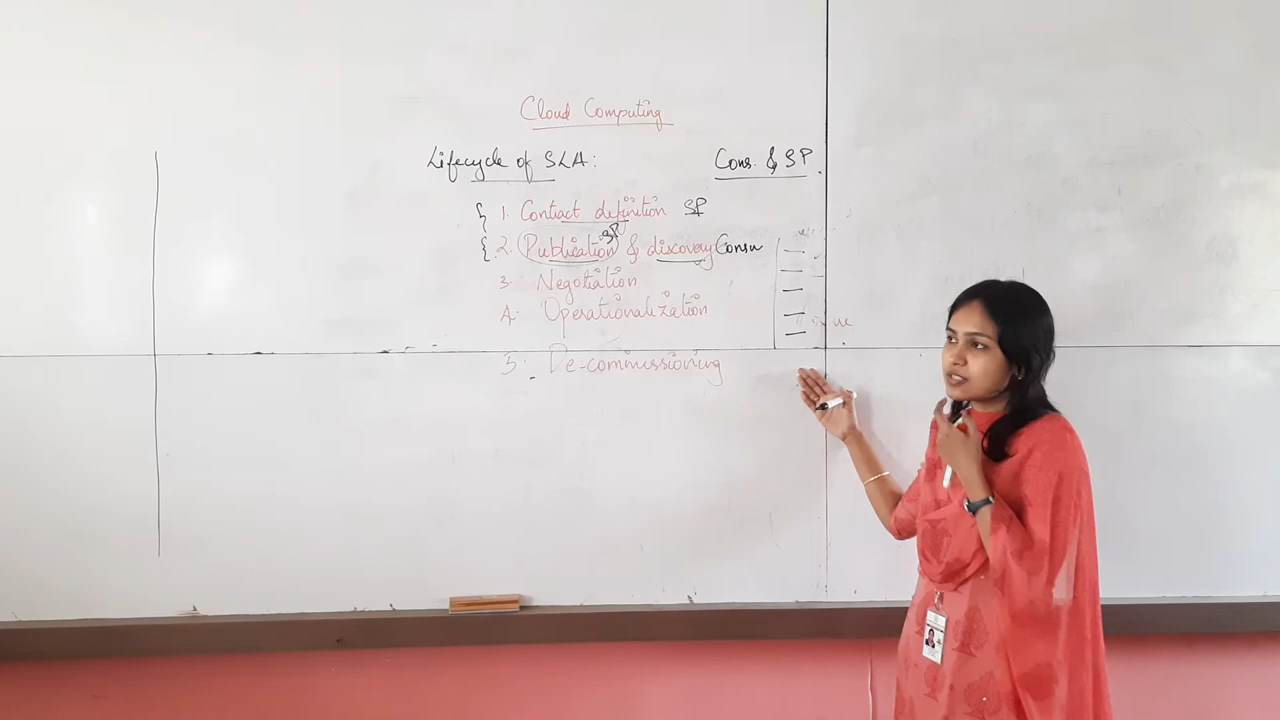 Cloud Computing
Lifecycle of SLA: Cons. & SP.
1. Contract definition SP
2. Publication SP & discovery Consu
3. Negotiation
4. Operationalization
5. De-commissioning